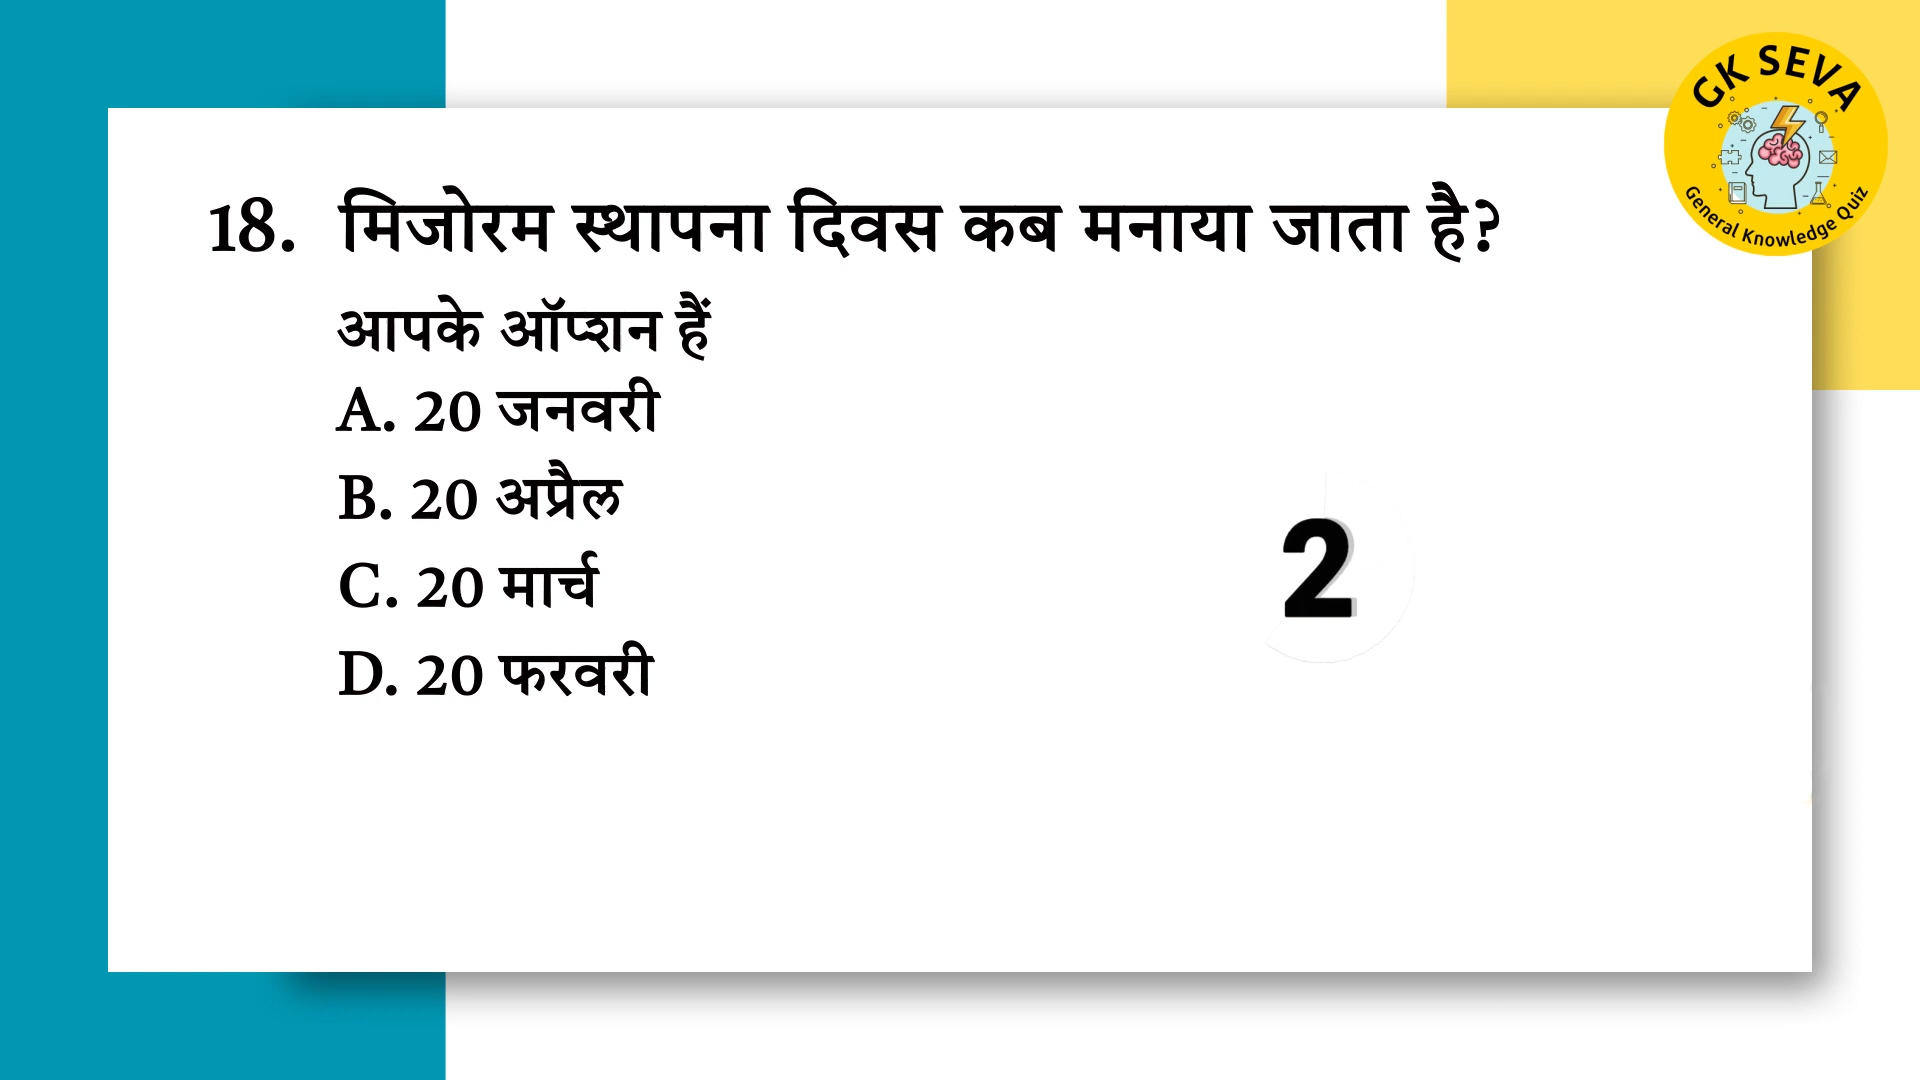 GK SEVA
General Knowledge Quiz
18. मिजोरम स्थापना दिवस कब मनाया जाता है?
आपके ऑप्शन हैं
A. 20 जनवरी
B. 20 अप्रैल
C. 20 मार्च
D. 20 फरवरी
2